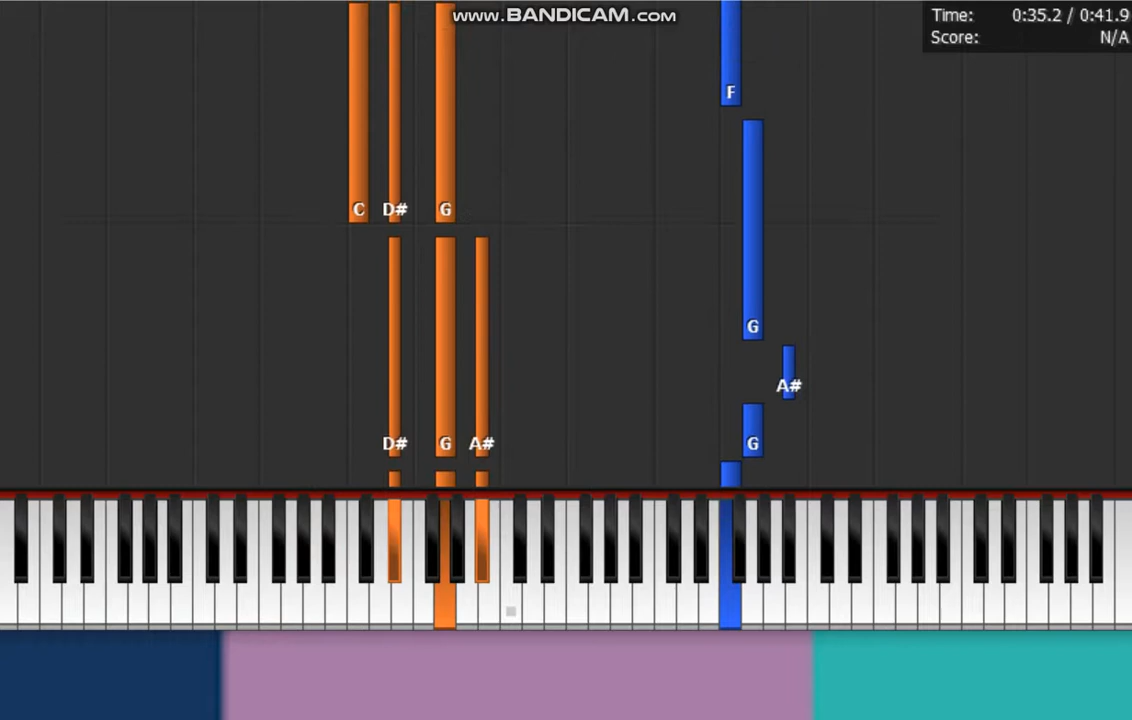 WWW.BANDICAM.COM
Time: 0:35.2 / 0:41.9
Score: N/A
F
C D# G
G
A#
D# G A# G